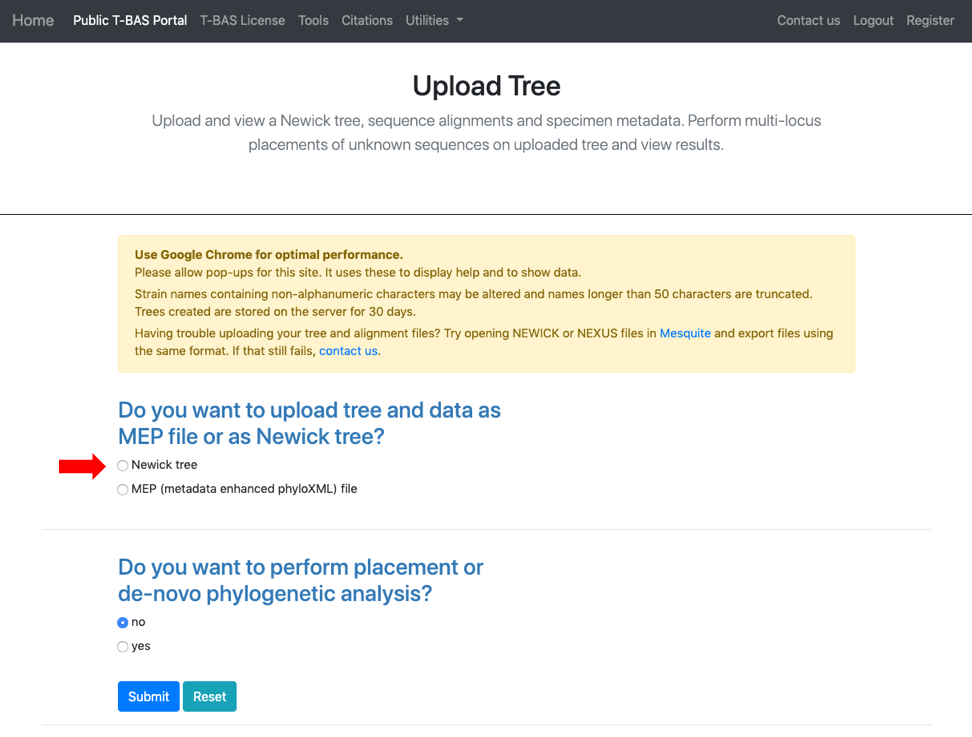 Home Public T-BAS Portal T-BAS License Tools Citations Utilities Contact us Logout Register
Upload Tree
Upload and view a Newick tree, sequence alignments and specimen metadata. Perform multi-locus
placements of unknown sequences on uploaded tree and view results.
Use Google Chrome for optimal performance.
Please allow pop-ups for this site. It uses these to display help and to show data.
Strain names containing non-alphanumeric characters may be altered and names longer than 50 characters are truncated.
Trees created are stored on the server for 30 days.
Having trouble uploading your tree and alignment files? Try opening NEWICK or NEXUS files in Mesquite and export files using
the same format. If that still fails, contact us.
Do you want to upload tree and data as
MEP file or as Newick tree?
Newick tree
MEP (metadata enhanced phyloXML) file
Do you want to perform placement or
de-novo phylogenetic analysis?
no
yes
Submit Reset